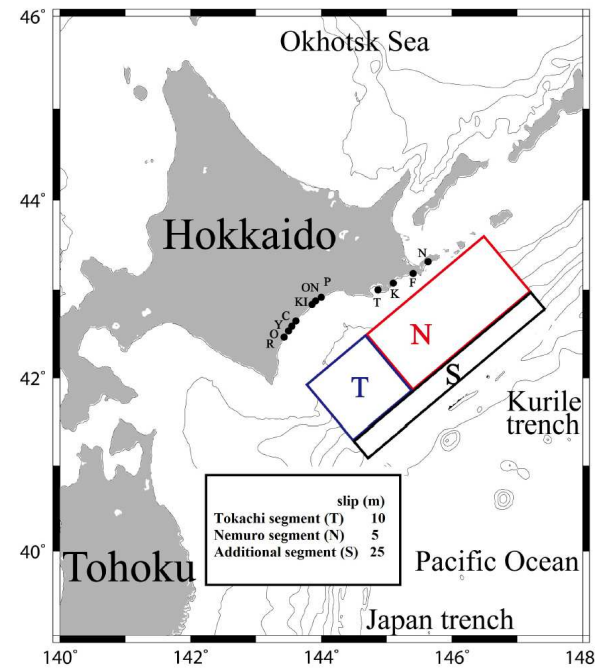 46°
Okhotsk Sea
44°
Hokkaido
N
F
K
T
P
ON
KI
C
Y
O
R
N
T
S
42°
Kurile
trench
slip (m)
Tokachi segment (T) 10
Nemuro segment (N) 5
Additional segment (S) 25
40°
Tohoku
Pacific Ocean
Japan trench
140 142 144 146 148